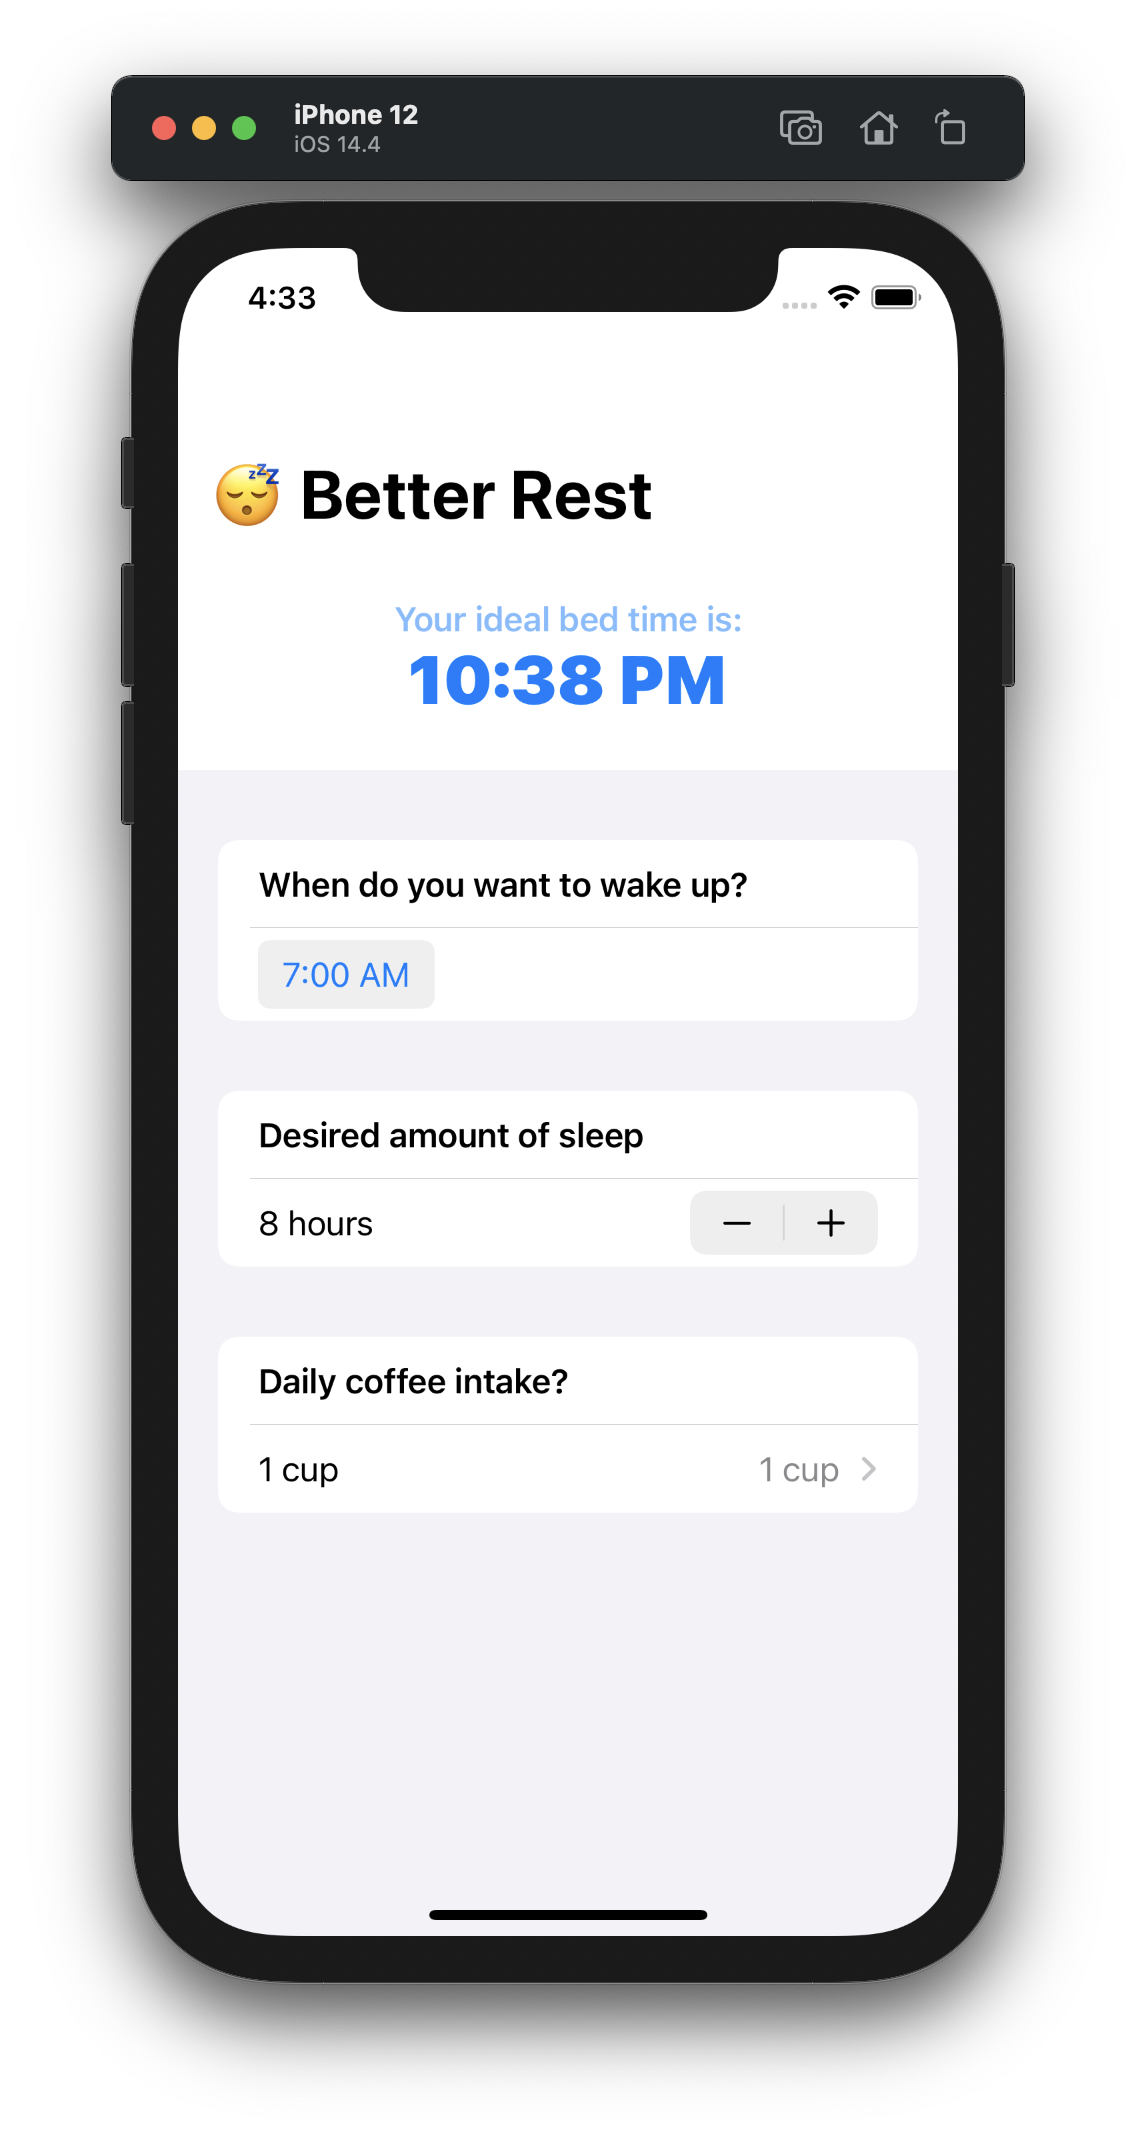 iPhone 12
iOS 14.4
4:33
😴 Better Rest
Your ideal bed time is:
10:38 PM
When do you want to wake up?
7:00 AM
Desired amount of sleep
8 hours
Daily coffee intake?
1 cup 1 cup